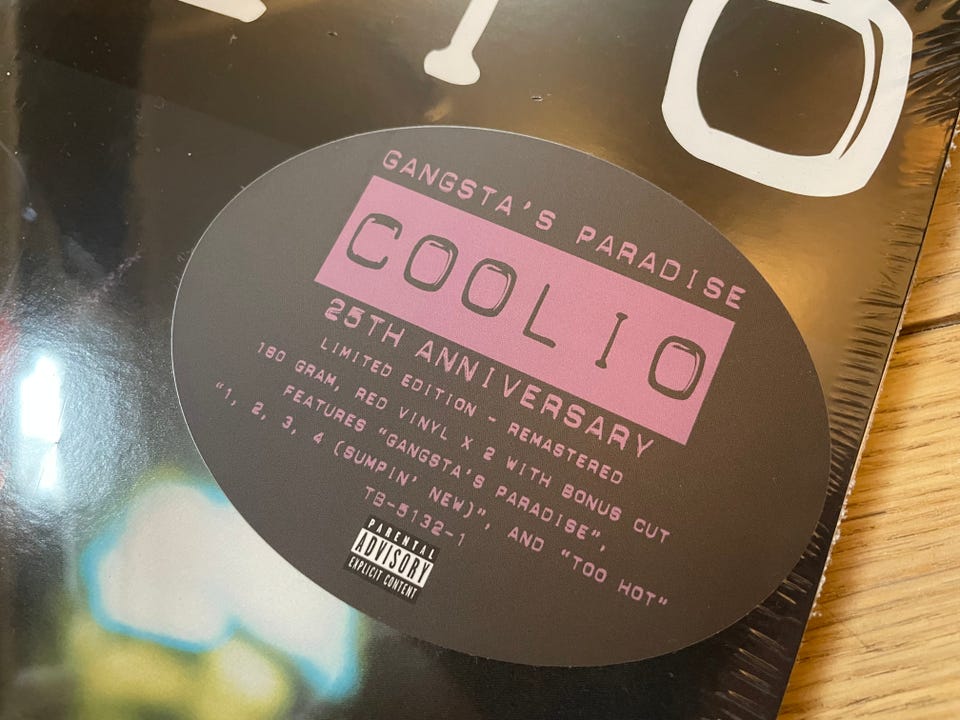 LIO
GANGSTA'S PARADISE
COOLIO
25TH ANNIVERSARY
LIMITED EDITION - REMASTERED
180 GRAM, RED VINYL X 2 WITH BONUS CUT
FEATURES "GANGSTA'S PARADISE",
"1, 2, 3, 4 (SUMPIN' NEW)", AND "TOO HOT"
TB-5132-1
PARENTAL
ADVISORY
EXPLICIT CONTENT